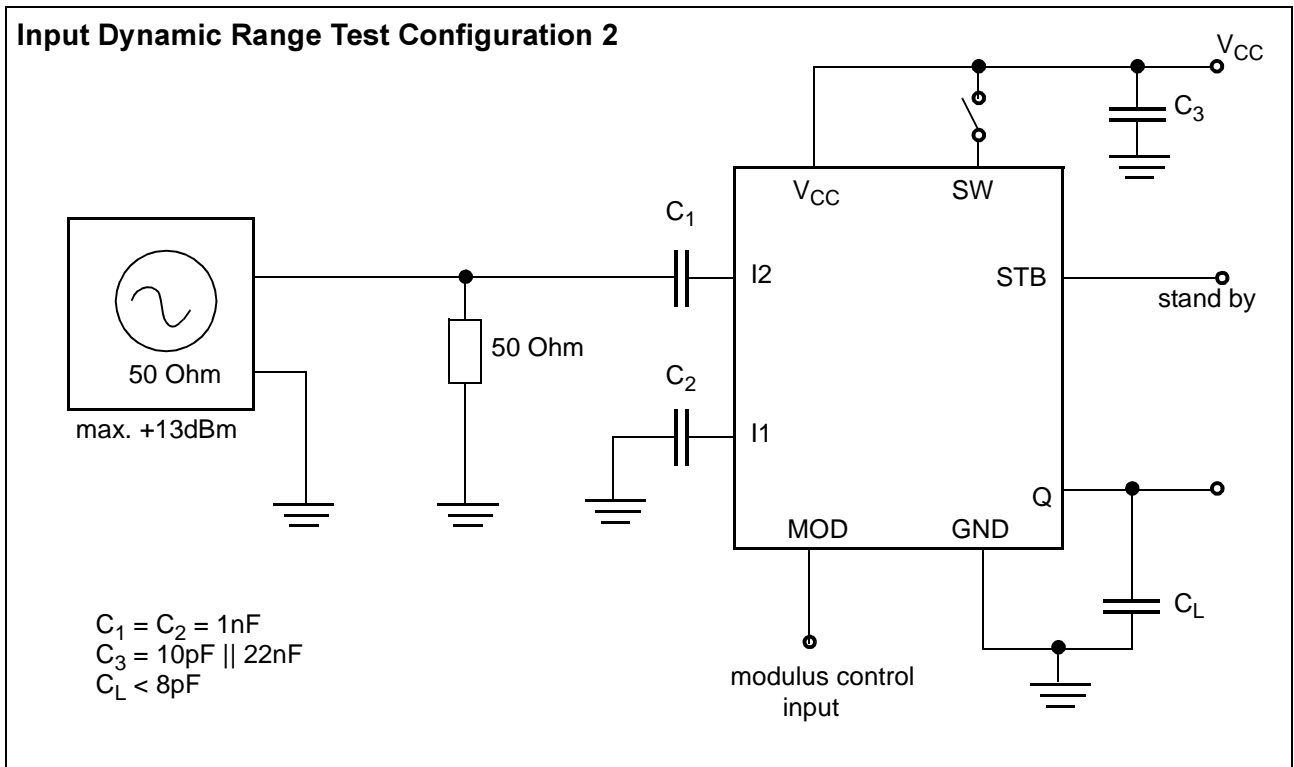 Input Dynamic Range Test Configuration 2
VCC
C3
VCC
SW
C1
I2
STB
stand by
50 Ohm
50 Ohm
max. +13dBm
C2
I1
Q
MOD
GND
CL
C1 = C2 = 1nF
C3 = 10pF || 22nF
CL < 8pF
modulus control
input